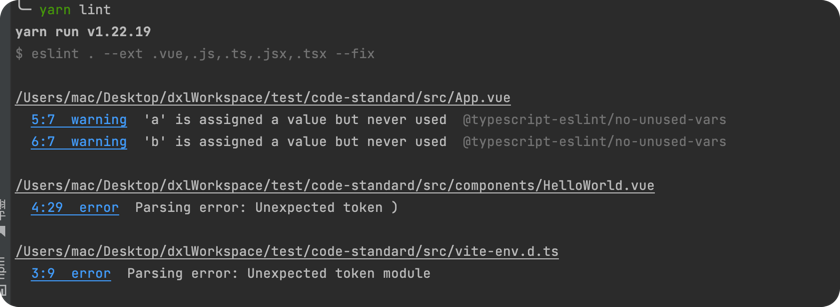 yarn lint
yarn run v1.22.19
$ eslint . --ext .vue,.js,.ts,.jsx,.tsx --fix
/Users/mac/Desktop/dxlWorkspace/test/code-standard/src/App.vue
5:7 warning 'a' is assigned a value but never used @typescript-eslint/no-unused-vars
6:7 warning 'b' is assigned a value but never used @typescript-eslint/no-unused-vars
/Users/mac/Desktop/dxlWorkspace/test/code-standard/src/components/HelloWorld.vue
4:29 error Parsing error: Unexpected token )
/Users/mac/Desktop/dxlWorkspace/test/code-standard/src/vite-env.d.ts
3:9 error Parsing error: Unexpected token module